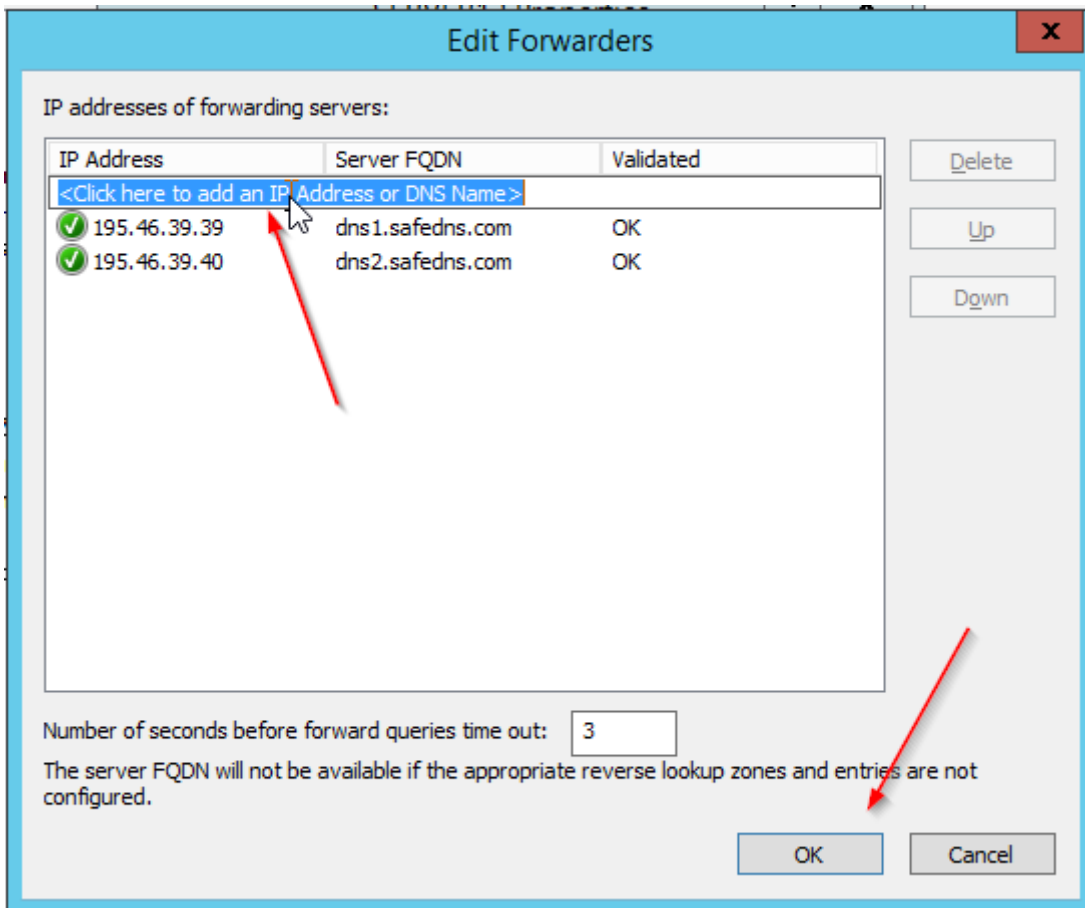 Edit Forwarders
x
IP addresses of forwarding servers:
IP Address Server FQDN Validated
<Click here to add an IP Address or DNS Name>
195.46.39.39 dns1.safedns.com OK
195.46.39.40 dns2.safedns.com OK
Delete
Up
Down
Number of seconds before forward queries time out: 3
The server FQDN will not be available if the appropriate reverse lookup zones and entries are not
configured.
OK Cancel